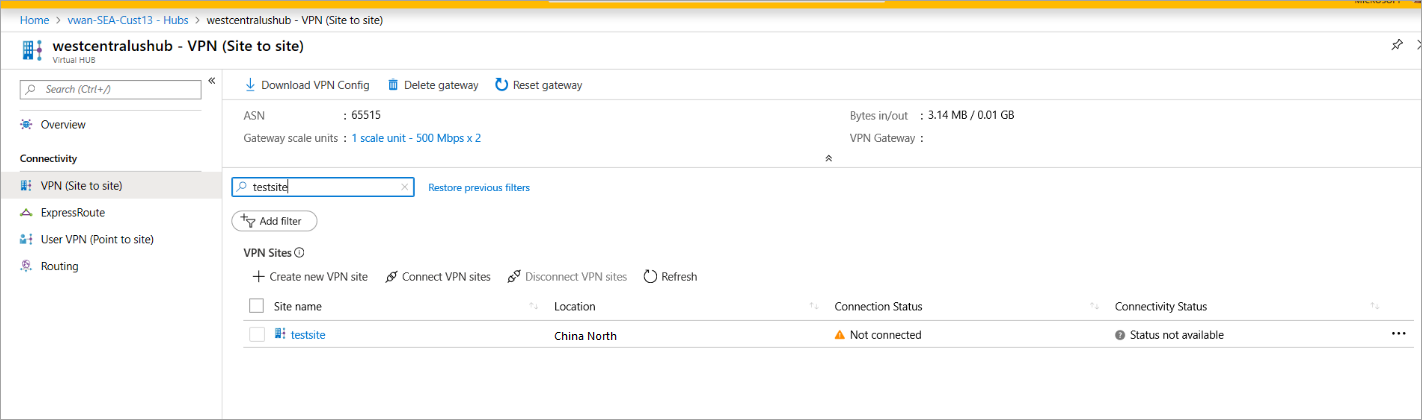 MICROSOFT
Home > vwan-SEA-Cust13 - Hubs > westcentralushub - VPN (Site to site)
westcentralushub - VPN (Site to site)
Virtual HUB
Search (Ctrl+/)
Overview
Connectivity
VPN (Site to site)
ExpressRoute
User VPN (Point to site)
Routing
Download VPN Config Delete gateway Reset gateway
ASN : 65515 Bytes in/out : 3.14 MB / 0.01 GB
Gateway scale units : 1 scale unit - 500 Mbps x 2 VPN Gateway :
testsite Restore previous filters
Add filter
VPN Sites
Create new VPN site Connect VPN sites Disconnect VPN sites Refresh
Site name Location Connection Status Connectivity Status
testsite China North Not connected Status not available